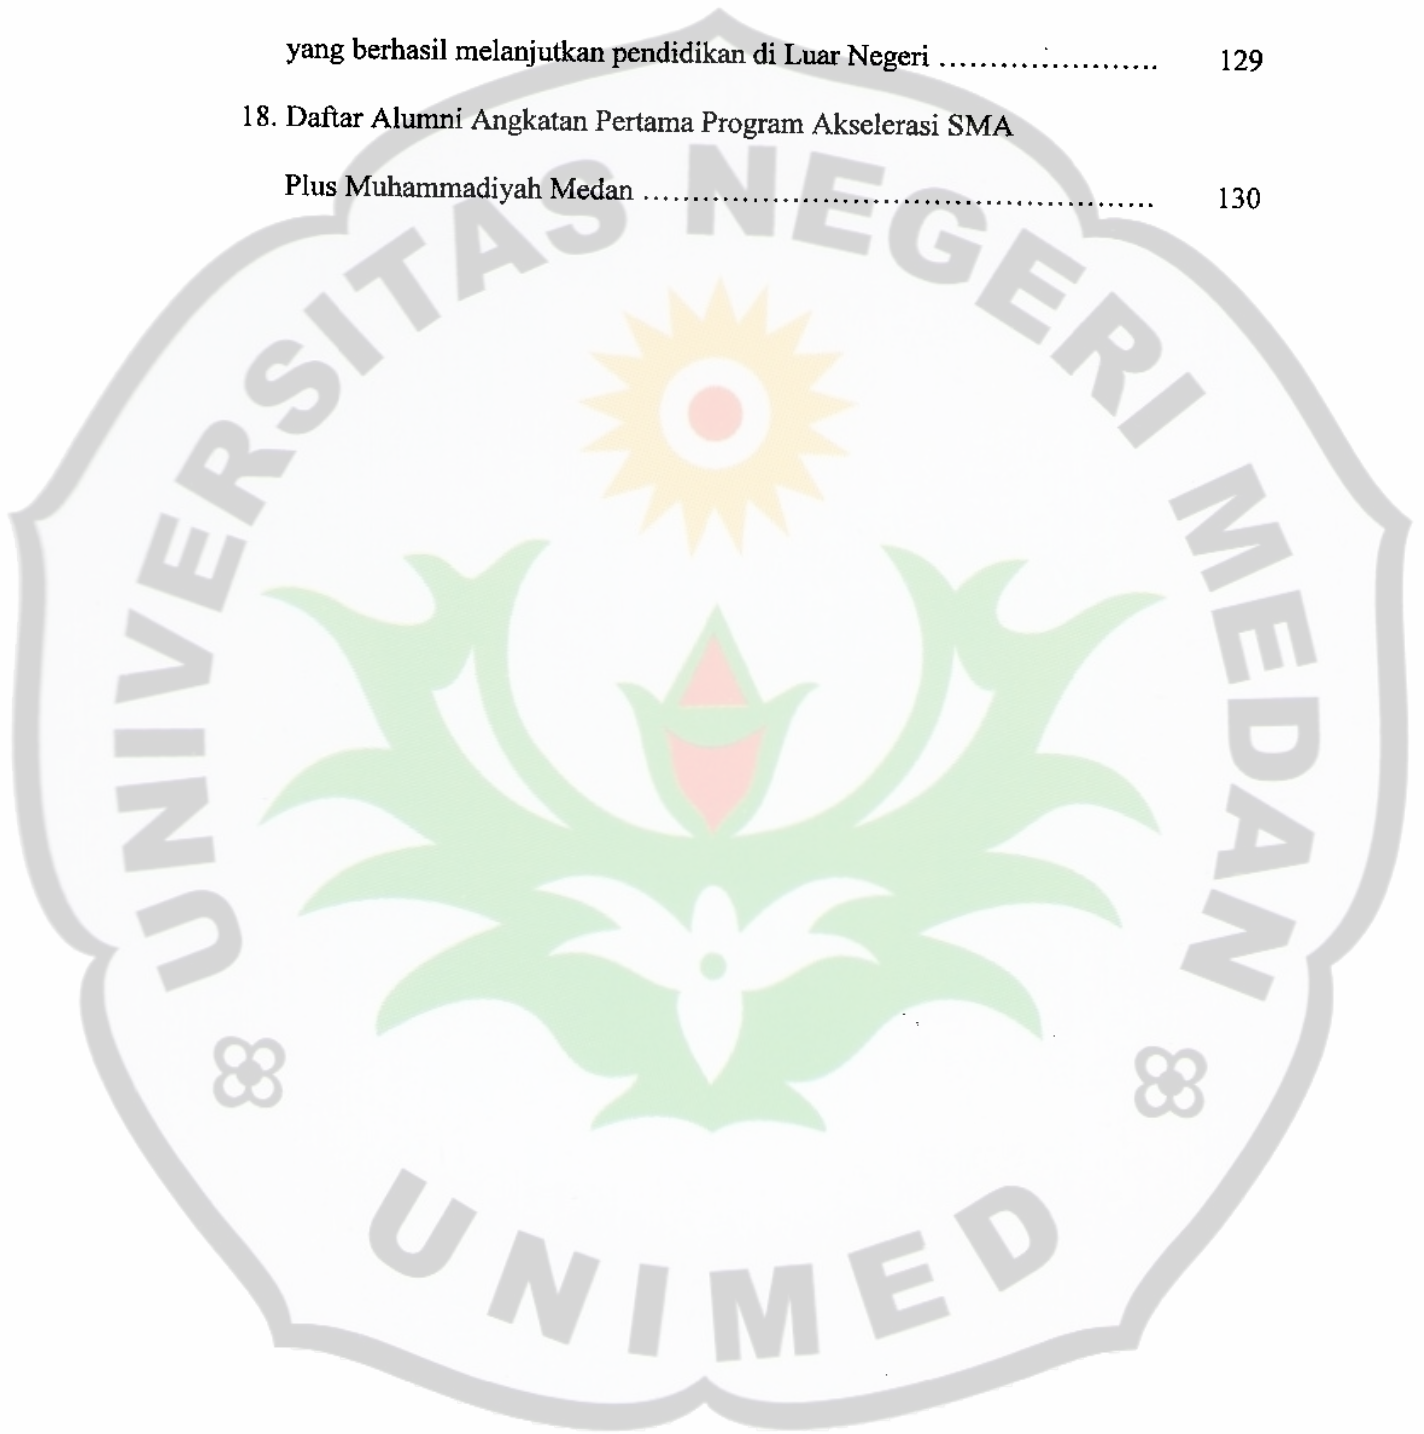 yang berhasil melanjutkan pendidikan di Luar Negeri ...................... 129
18. Daftar Alumni Angkatan Pertama Program Akselerasi SMA
Plus Muhammadiyah Medan .................................................... 130
UNIVERSITAS NEGERI MEDAN
UNIMED